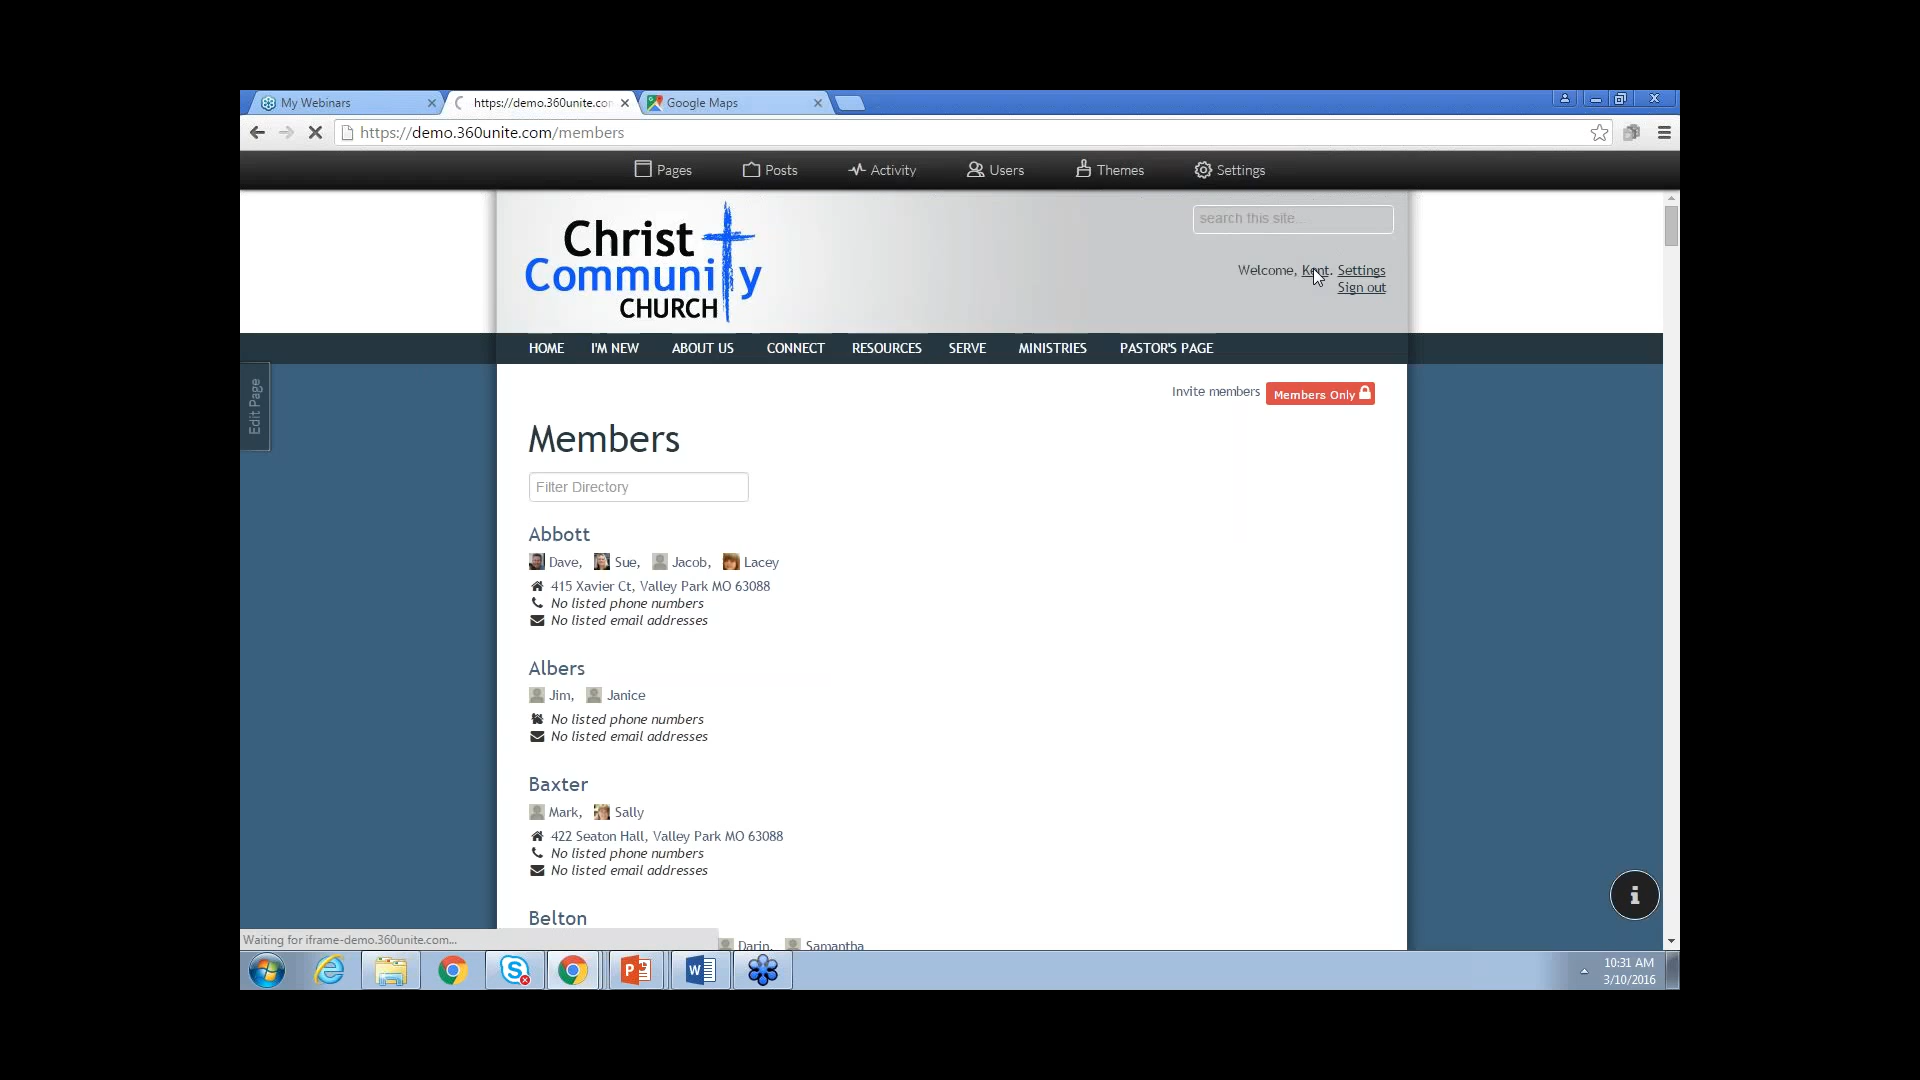 My Webinars
https://demo.360unite.com
Google Maps
https://demo.360unite.com/members
Pages Posts Activity Users Themes Settings
Christ
Community
CHURCH
search this site...
Welcome, Kent. Settings
Sign out
HOME I'M NEW ABOUT US CONNECT RESOURCES SERVE MINISTRIES PASTOR'S PAGE
Edit Page
Invite members Members Only
Members
Filter Directory
Abbott
Dave, Sue, Jacob, Lacey
415 Xavier Ct, Valley Park MO 63088
No listed phone numbers
No listed email addresses
Albers
Jim, Janice
No listed phone numbers
No listed email addresses
Baxter
Mark, Sally
422 Seaton Hall, Valley Park MO 63088
No listed phone numbers
No listed email addresses
Belton
Darin, Samantha
Waiting for iframe-demo.360unite.com...
10:31 AM
3/10/2016